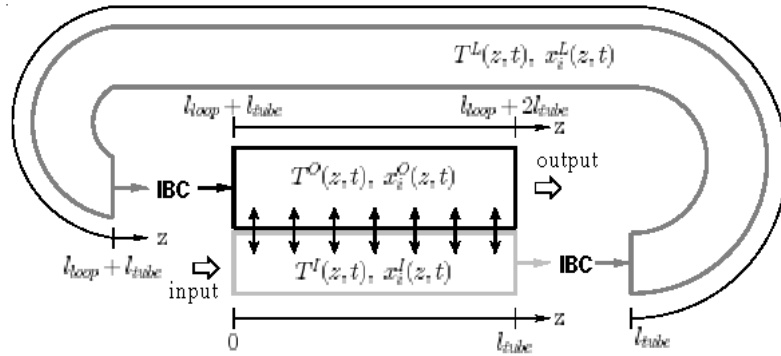 T^L(z,t), x_i^L(z,t)
l_loop + l_tube
l_loop + 2l_tube
z
T^O(z,t), x_i^O(z,t)
output
IBC
z
l_loop + l_tube
input
T^I(z,t), x_i^I(z,t)
IBC
z
0
l_tube
l_tube